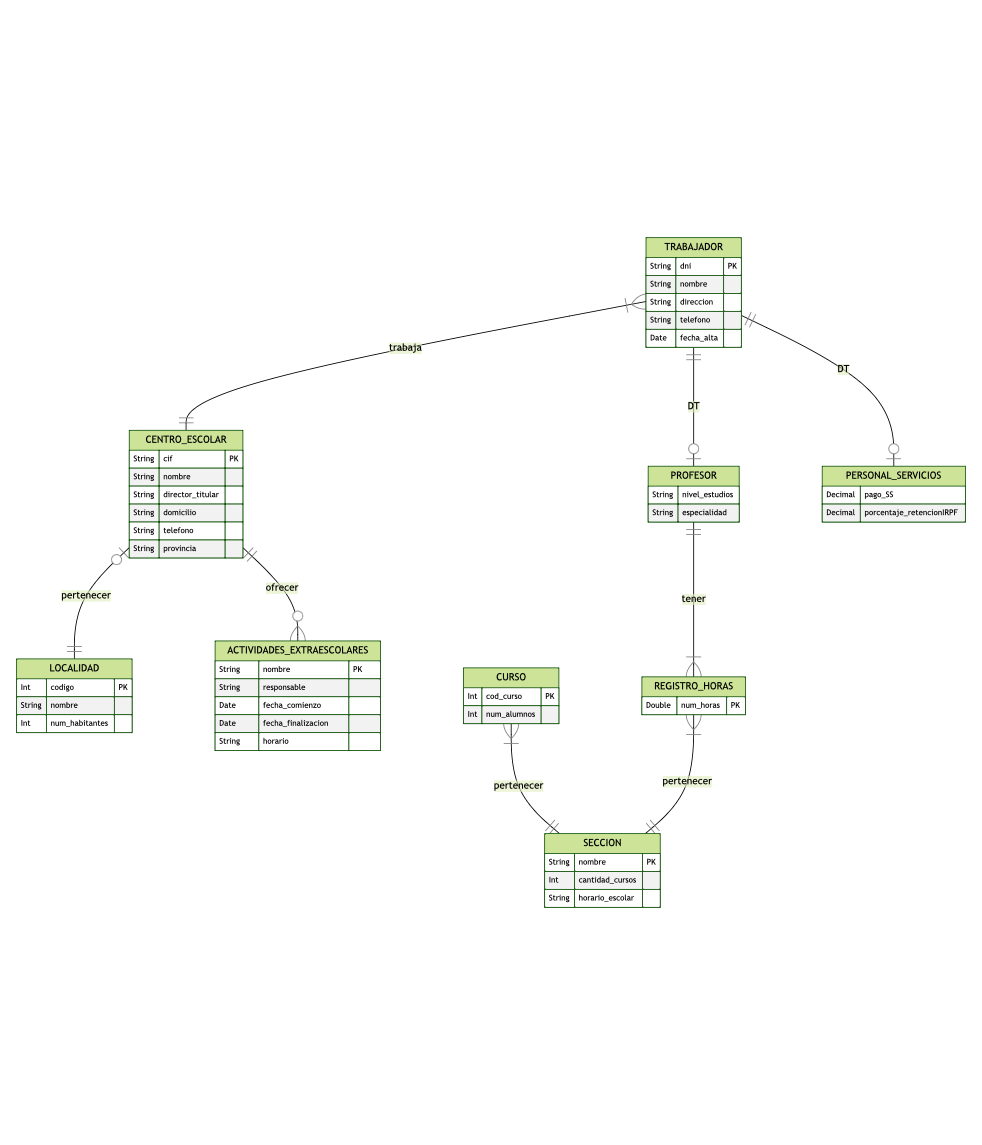 TRABAJADOR
String dni PK
String nombre
String direccion
String telefono
Date fecha_alta
trabaja
DT
DT
CENTRO_ESCOLAR
String cif PK
String nombre
String director_titular
String domicilio
String telefono
String provincia
PROFESOR
String nivel_estudios
String especialidad
PERSONAL_SERVICIOS
Decimal pago_SS
Decimal porcentaje_retencionIRPF
pertenecer
ofrecer
tener
LOCALIDAD
Int codigo PK
String nombre
Int num_habitantes
ACTIVIDADES_EXTRAESCOLARES
String nombre PK
String responsable
Date fecha_comienzo
Date fecha_finalizacion
String horario
CURSO
Int cod_curso PK
Int num_alumnos
REGISTRO_HORAS
Double num_horas PK
pertenecer
pertenecer
SECCION
String nombre PK
Int cantidad_cursos
String horario_escolar